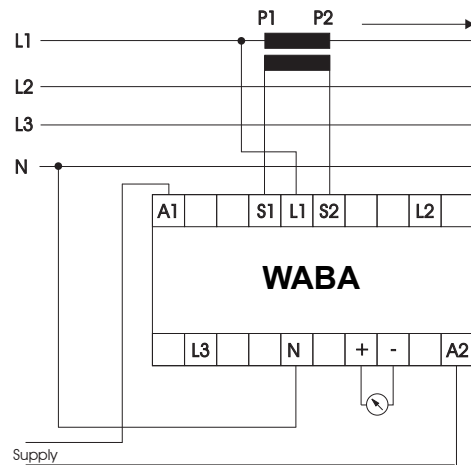 P1 P2
L1
L2
L3
N
A1 S1 L1 S2 L2
WABA
L3 N + - A2
Supply